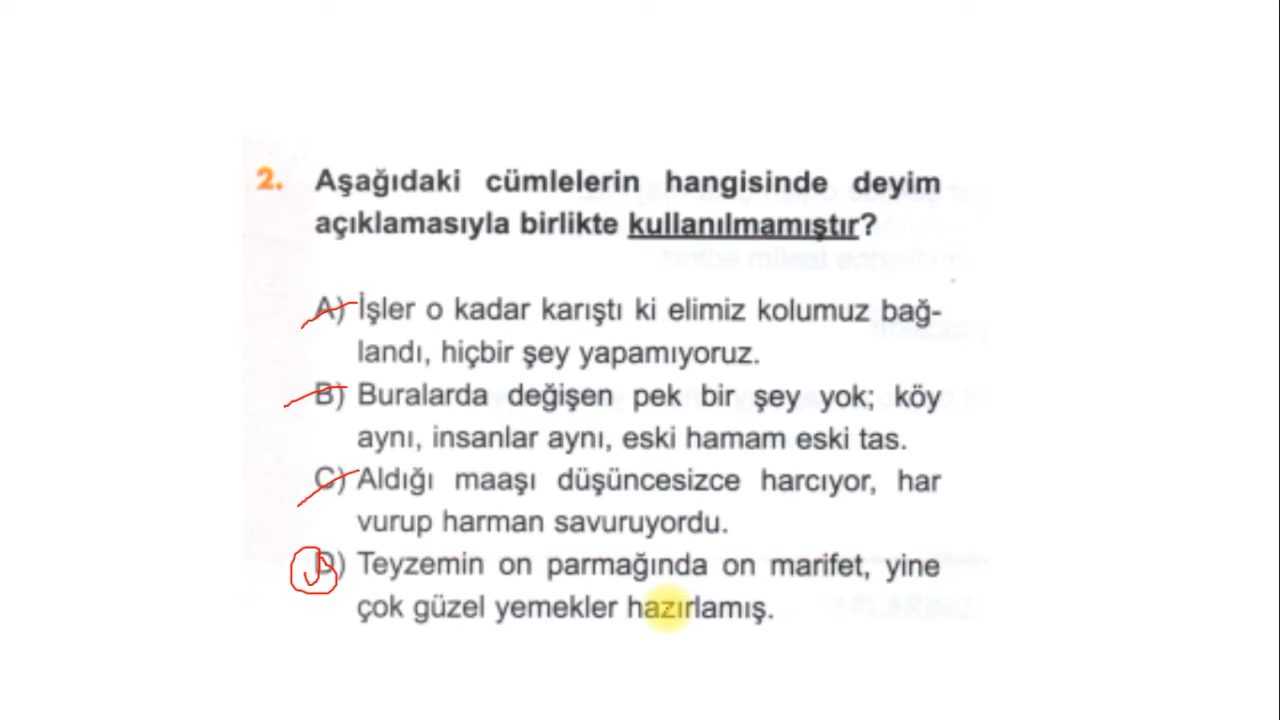 2. Aşağıdaki cümlelerin hangisinde deyim
açıklamasıyla birlikte kullanılmamıştır?
A) İşler o kadar karıştı ki elimiz kolumuz bağ-
landı, hiçbir şey yapamıyoruz.
B) Buralarda değişen pek bir şey yok; köy
aynı, insanlar aynı, eski hamam eski tas.
C) Aldığı maaşı düşüncesizce harcıyor, har
vurup harman savuruyordu.
D) Teyzemin on parmağında on marifet, yine
çok güzel yemekler hazırlamış.